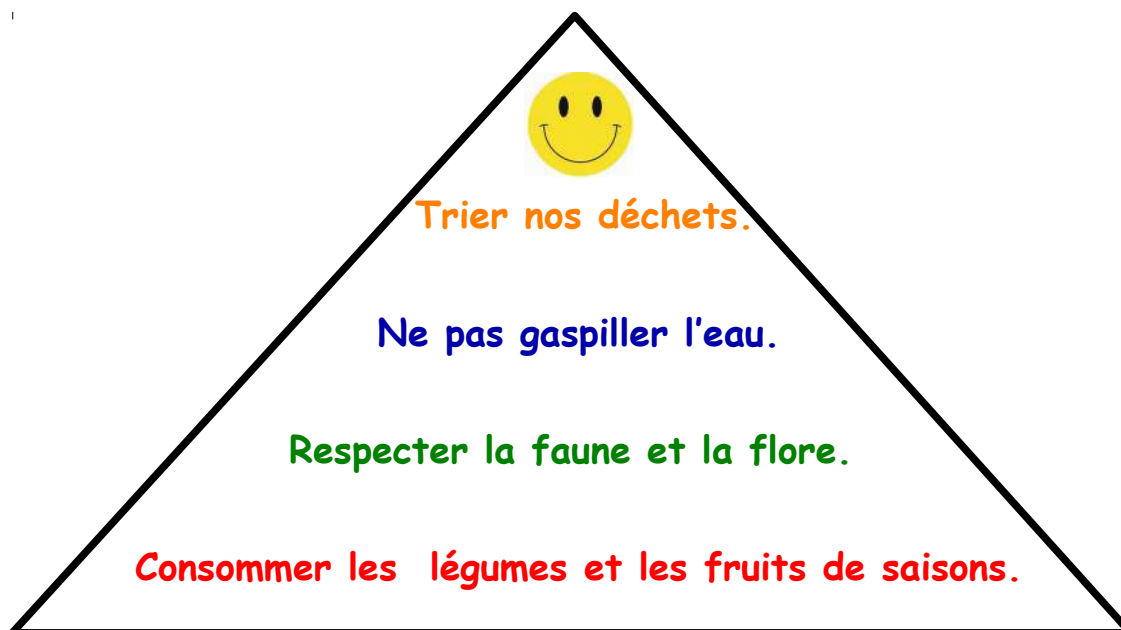 Trier nos déchets.
Ne pas gaspiller l’eau.
Respecter la faune et la flore.
Consommer les  légumes et les fruits de saisons.